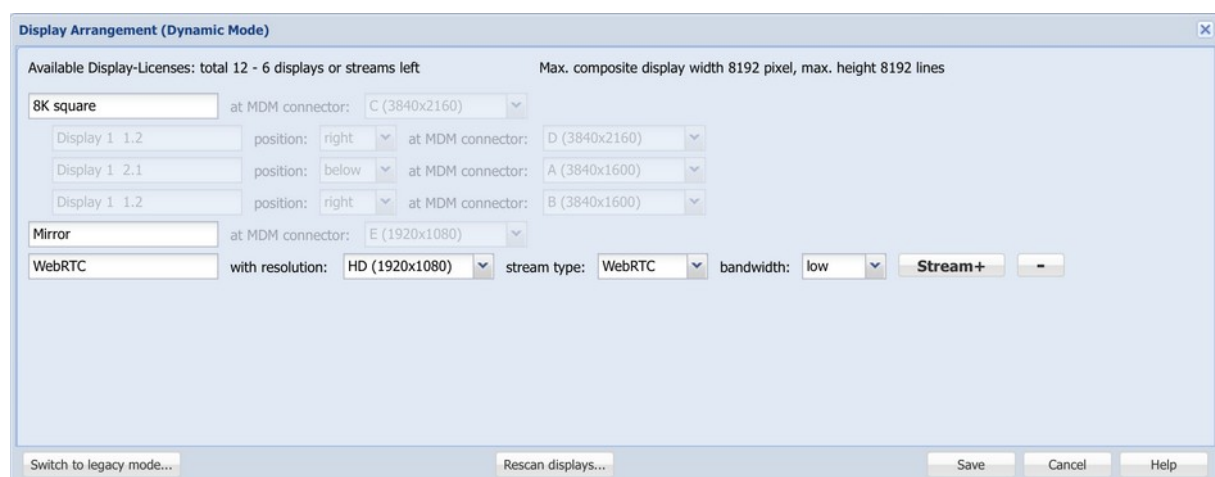 Display Arrangement (Dynamic Mode)
Available Display-Licenses: total 12 - 6 displays or streams left Max. composite display width 8192 pixel, max. height 8192 lines
8K square at MDM connector: C (3840x2160)
Display 1 1.2 position: right at MDM connector: D (3840x2160)
Display 1 2.1 position: below at MDM connector: A (3840x1600)
Display 1 1.2 position: right at MDM connector: B (3840x1600)
Mirror at MDM connector: E (1920x1080)
WebRTC with resolution: HD (1920x1080) stream type: WebRTC bandwidth: low Stream+ -
Switch to legacy mode... Rescan displays... Save Cancel Help